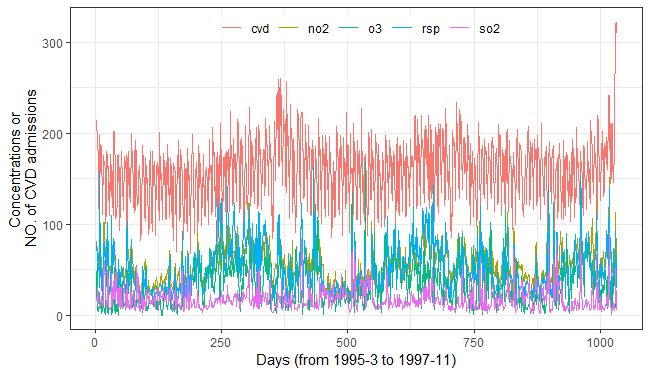 cvd no2 o3 rsp so2
300
200
100
0
Concentrations or
NO. of CVD admissions
0 250 500 750 1000
Days (from 1995-3 to 1997-11)